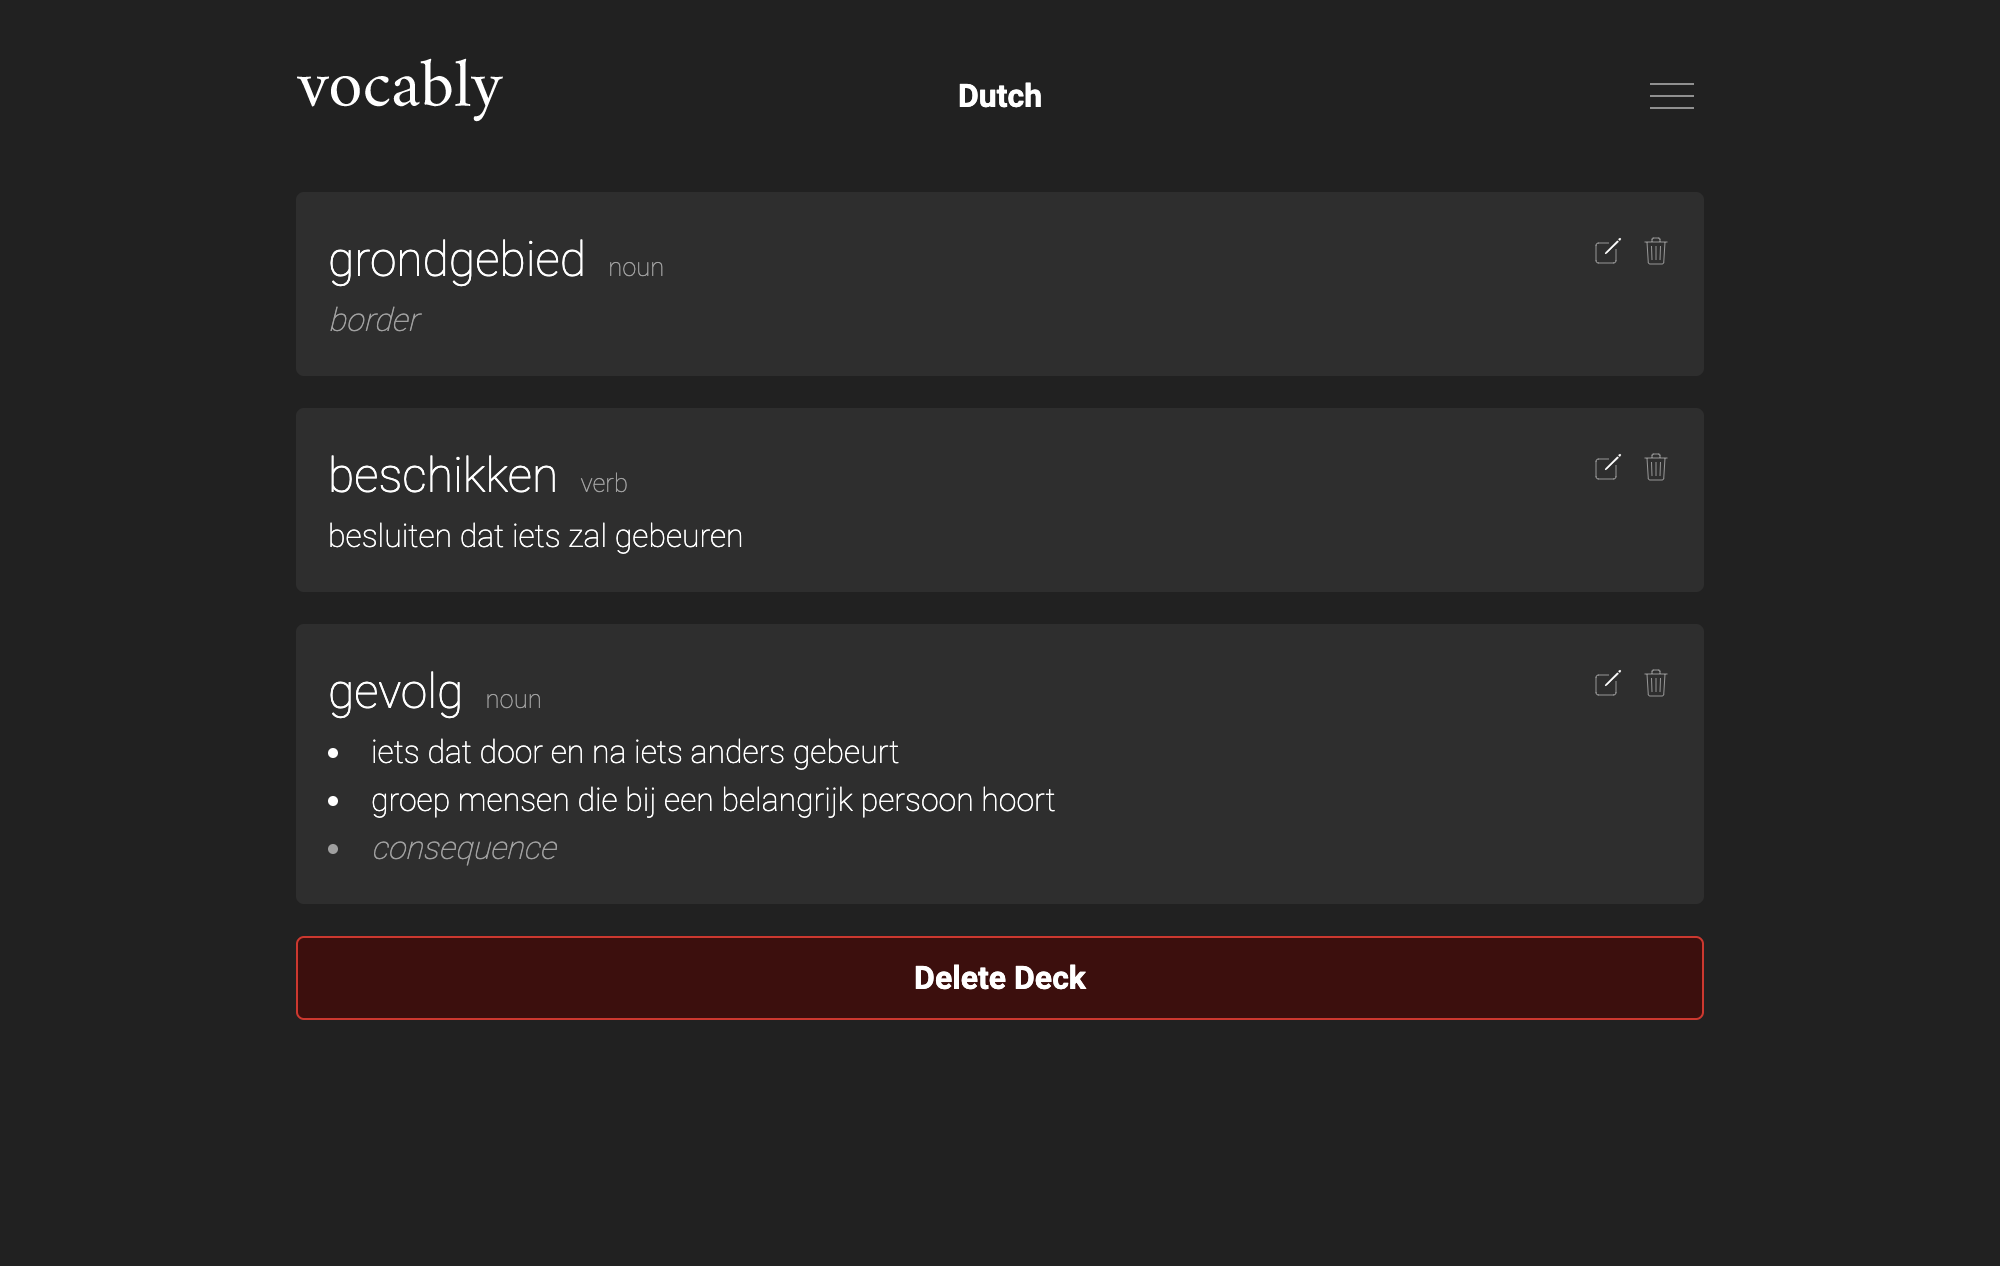 vocably
Dutch
grondgebied noun
border
beschikken verb
besluiten dat iets zal gebeuren
gevolg noun
iets dat door en na iets anders gebeurt
groep mensen die bij een belangrijk persoon hoort
consequence
Delete Deck